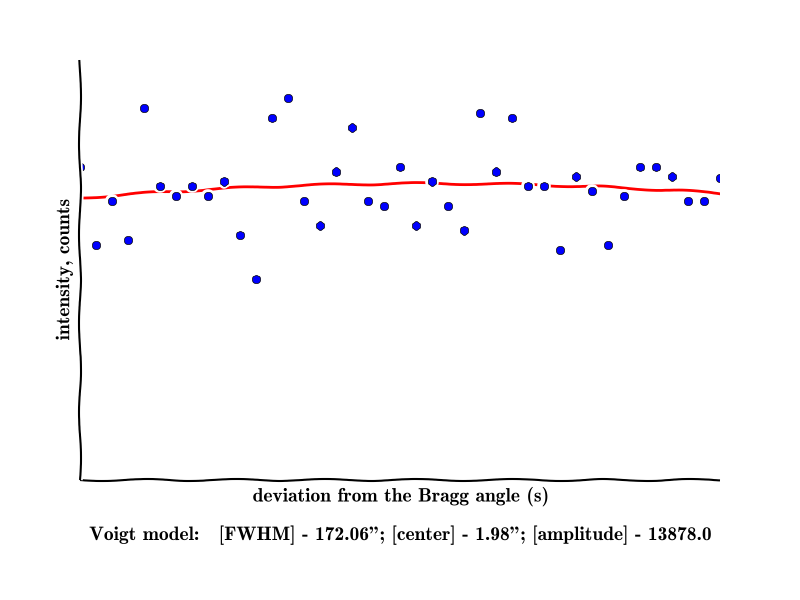 intensity, counts
deviation from the Bragg angle (s)
Voigt model: [FWHM] - 172.06”; [center] - 1.98”; [amplitude] - 13878.0